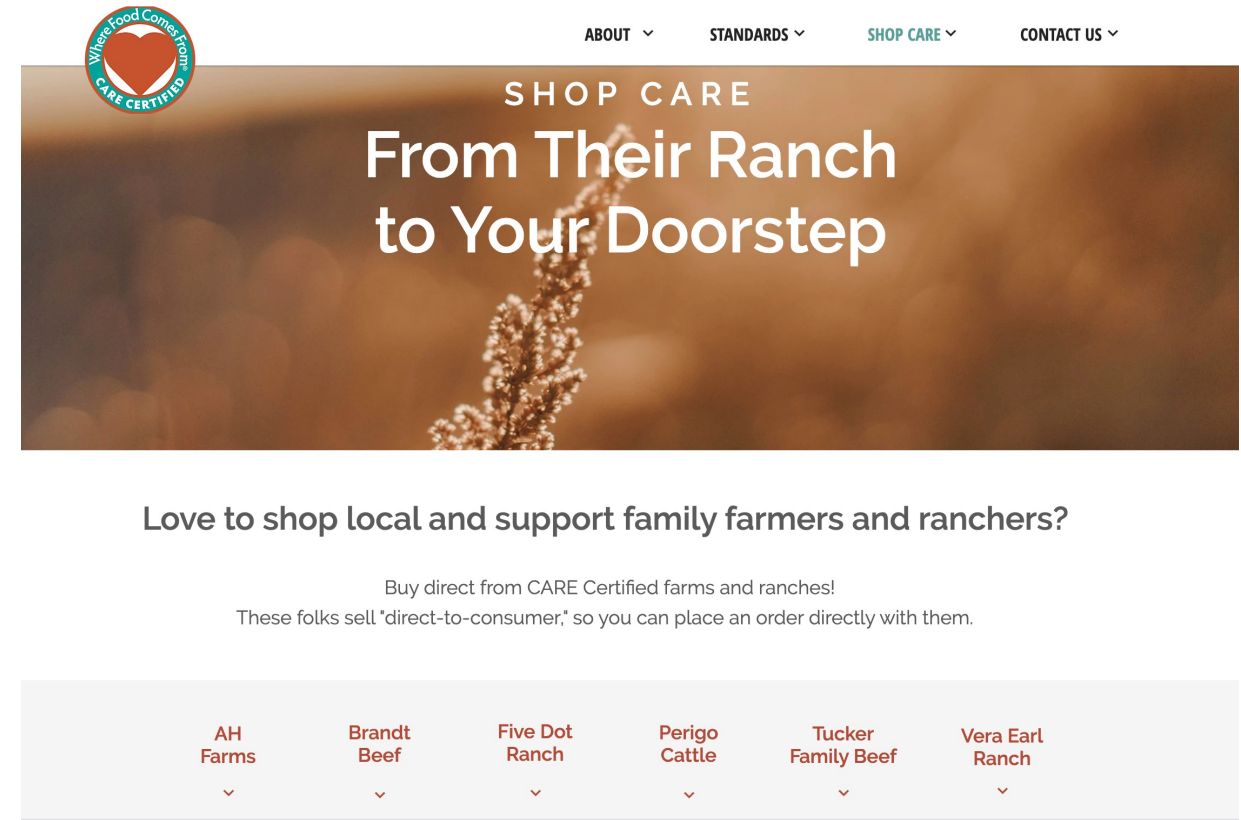 Where Food Comes From®
CARE CERTIFIED
ABOUT
STANDARDS
SHOP CARE
CONTACT US
SHOP CARE
From Their Ranch
to Your Doorstep
Love to shop local and support family farmers and ranchers?
Buy direct from CARE Certified farms and ranches!
These folks sell "direct-to-consumer," so you can place an order directly with them.
AH
Farms
Brandt
Beef
Five Dot
Ranch
Perigo
Cattle
Tucker
Family Beef
Vera Earl
Ranch